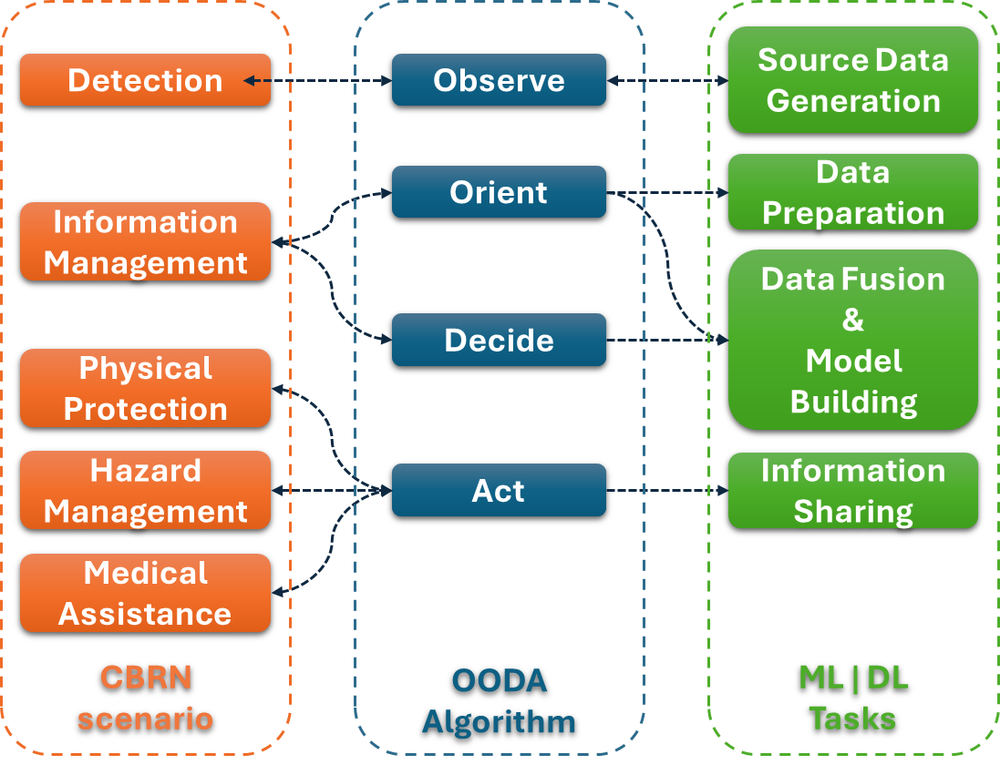 Detection
Information
Management
Physical
Protection
Hazard
Management
Medical
Assistance
CBRN
scenario
Observe
Orient
Decide
Act
OODA
Algorithm
Source Data
Generation
Data
Preparation
Data Fusion
&
Model
Building
Information
Sharing
ML | DL
Tasks